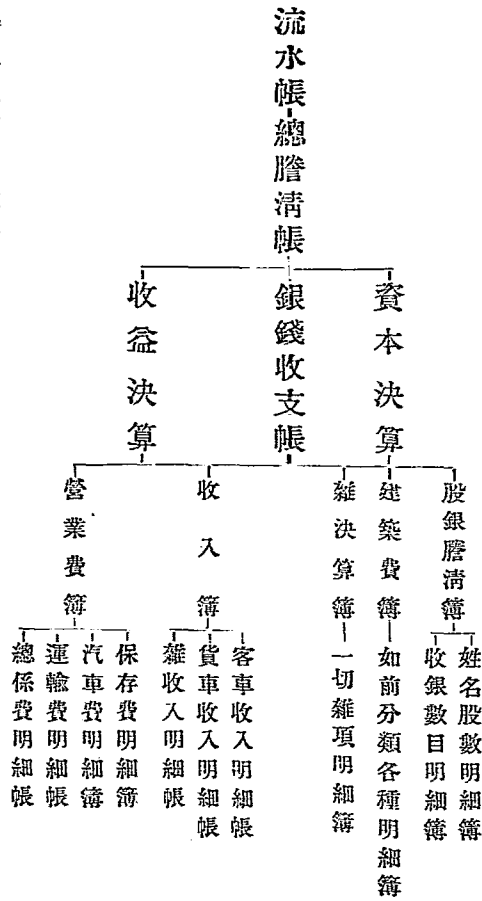 流水帳
總謄清帳
資本決算
銀錢收支帳
收益決算
股銀謄清簿
建築費簿
雜決算簿
收入簿
營業費簿
姓名股數明細簿
收銀數目明細簿
如前分類各種明細簿
一切雜項明細簿
客車收入明細帳
貨車收入明細帳
雜收入明細帳
保存費明細簿
汽車費明細簿
運輸費明細帳
總係費明細帳